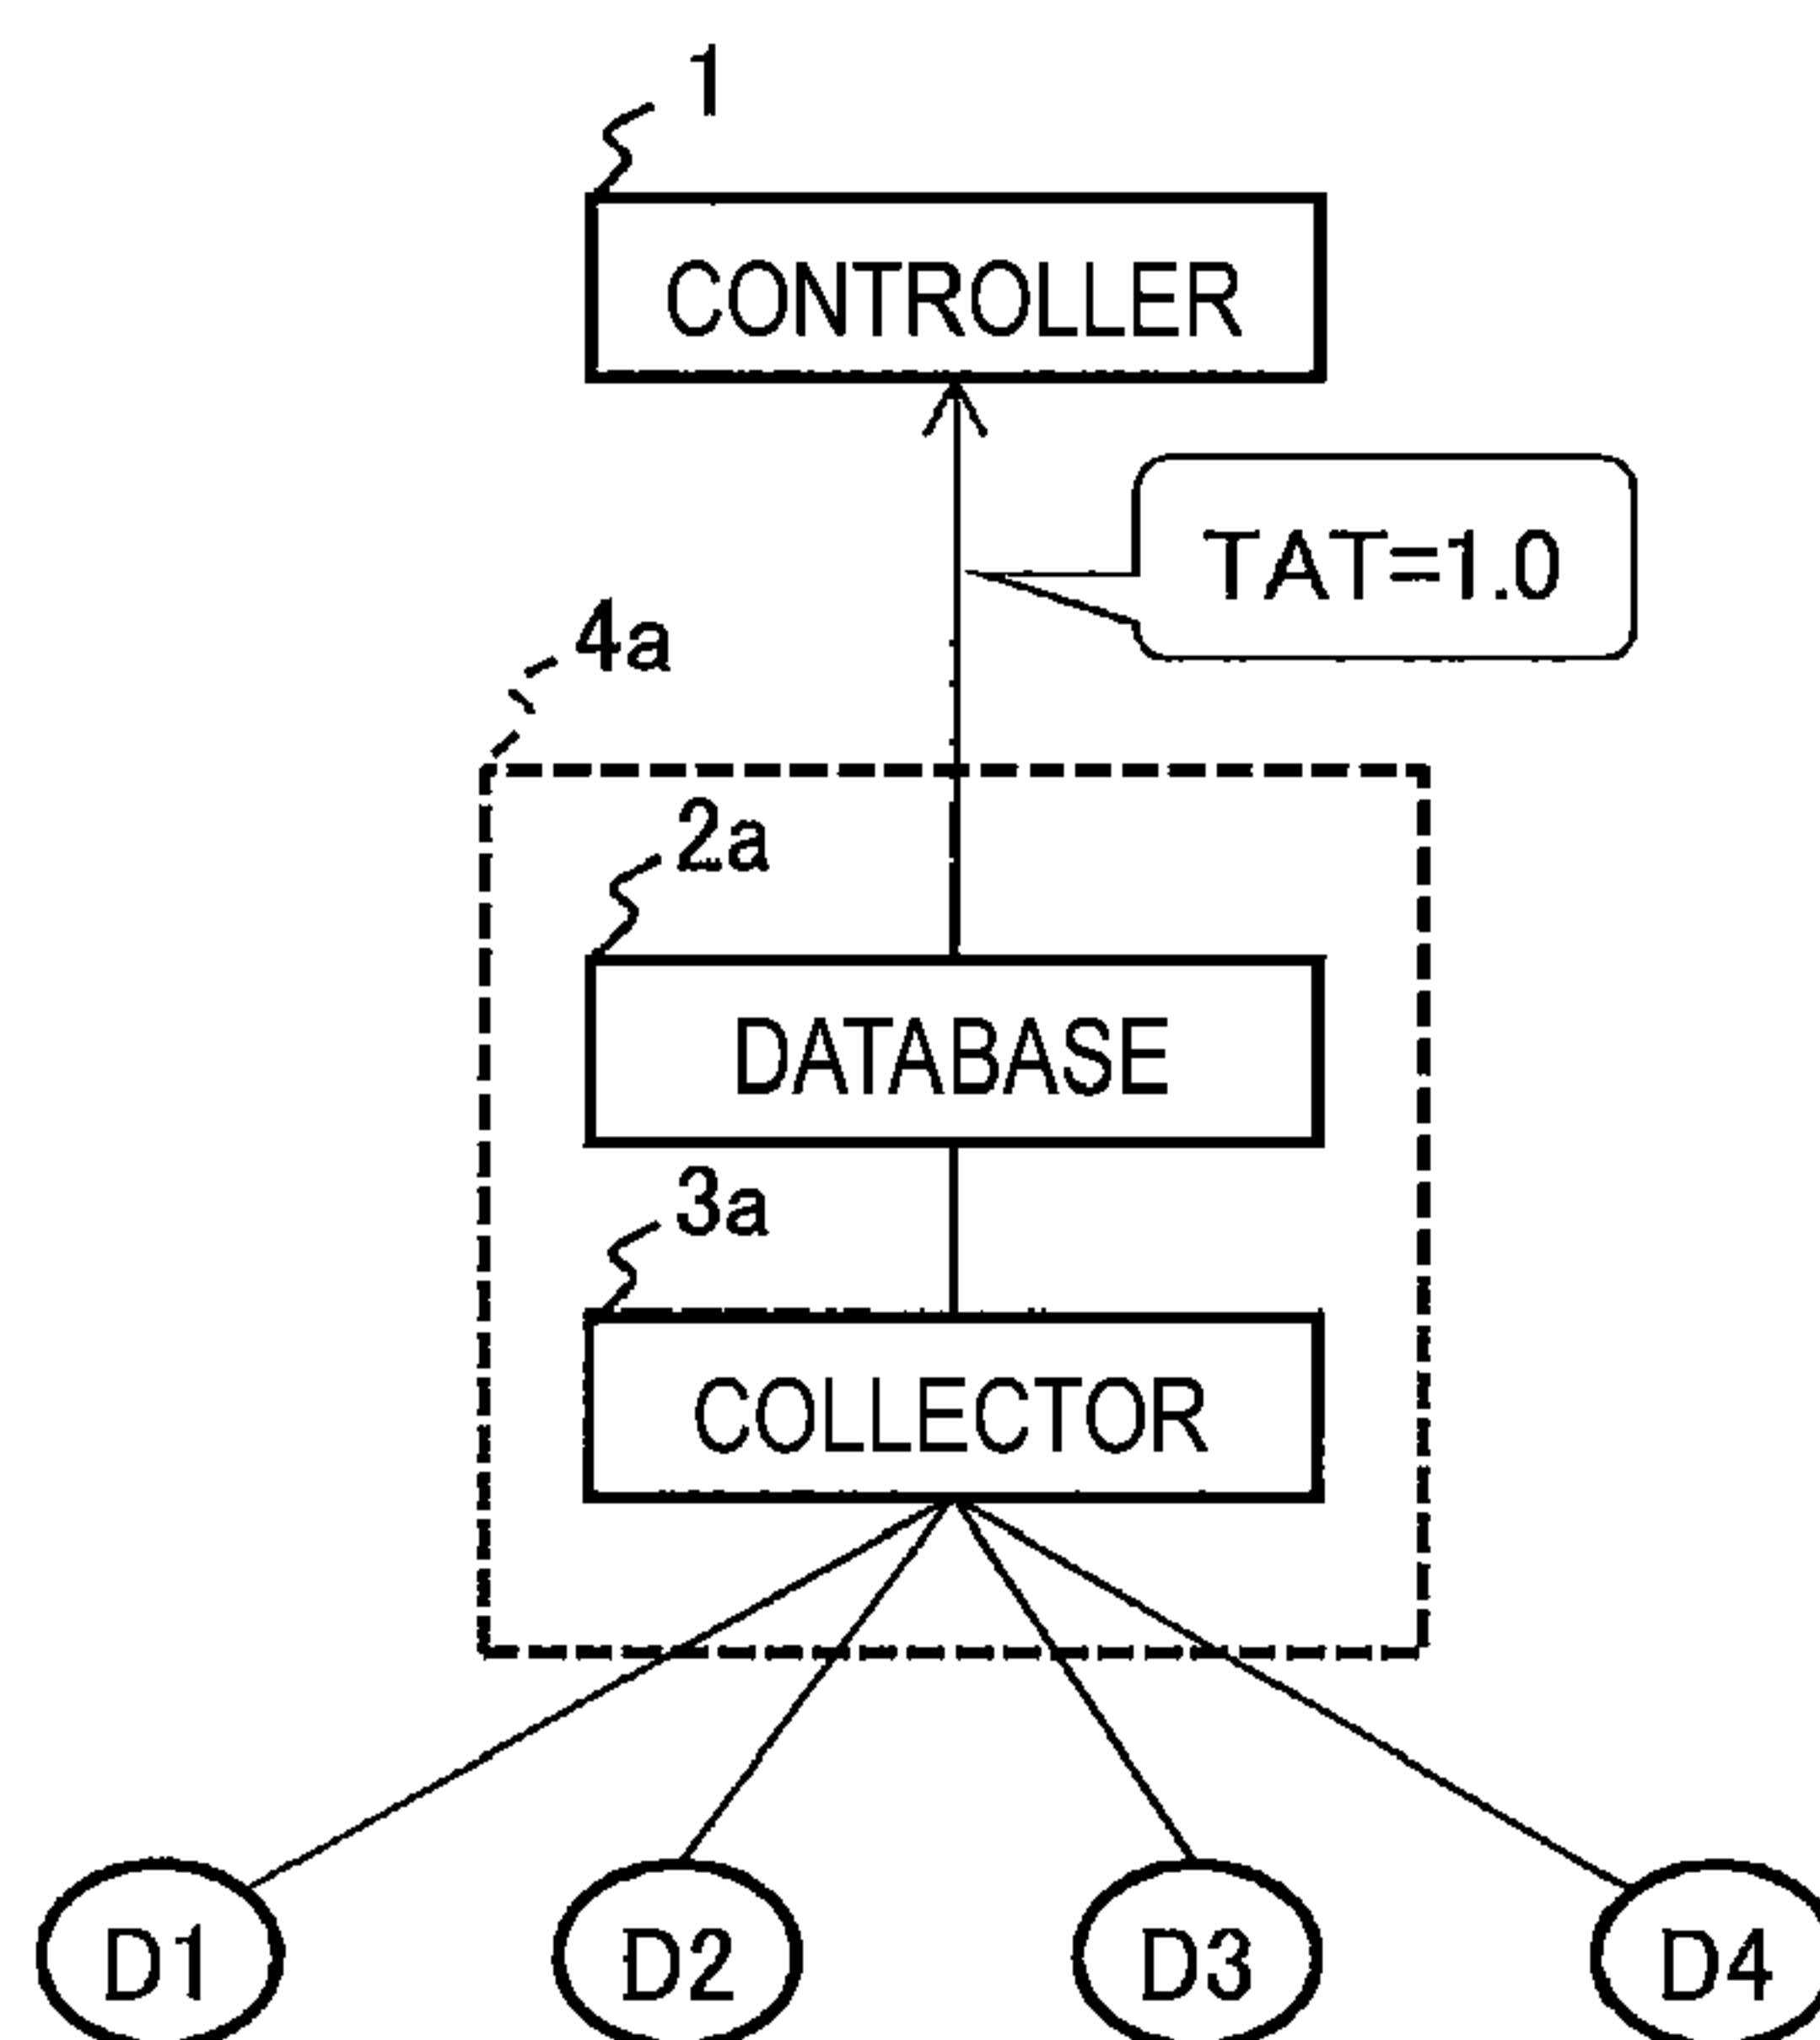 1
CONTROLLER
TAT=1.0
4a
2a
DATABASE
3a
COLLECTOR
D1 D2 D3 D4